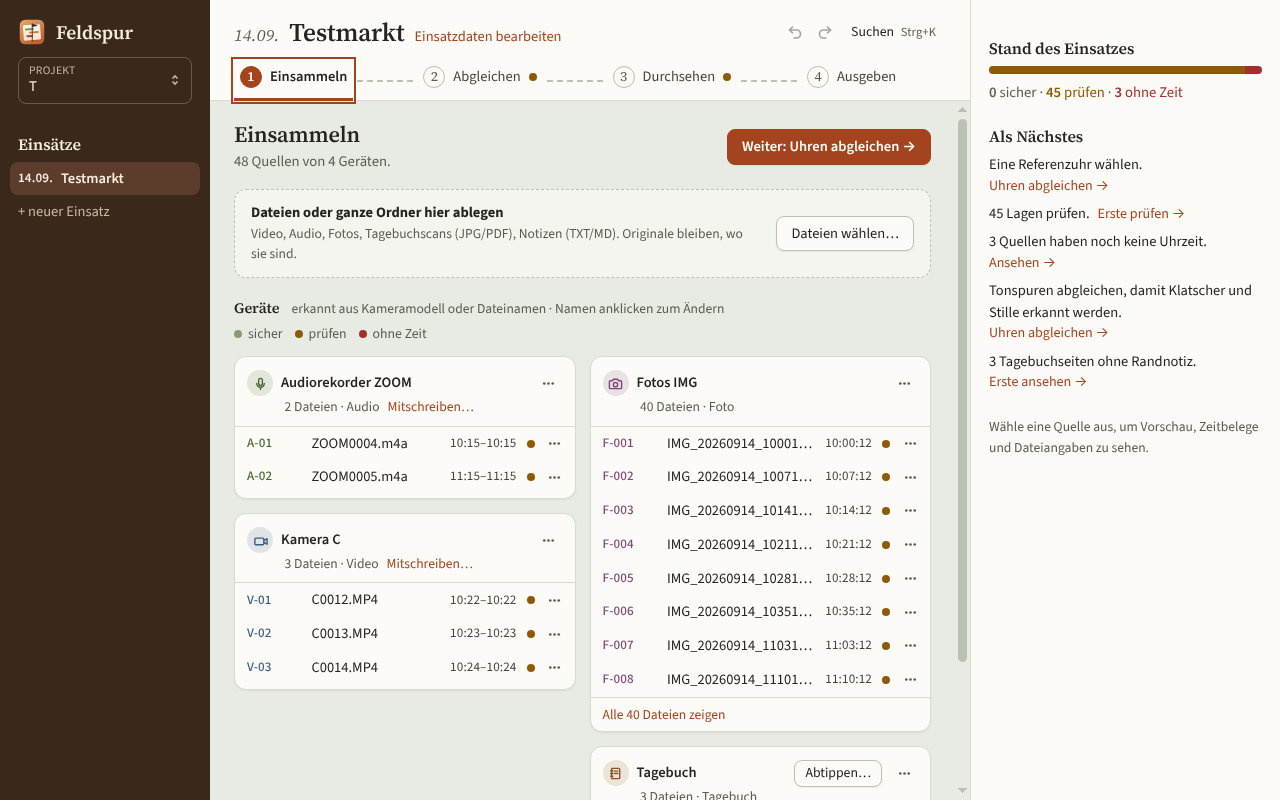 Feldspur
PROJEKT
T
Einsätze
14.09. Testmarkt
+ neuer Einsatz
14.09. Testmarkt Einsatzdaten bearbeiten
Suchen Strg+K
1 Einsammeln
2 Abgleichen
3 Durchsehen
4 Ausgeben
Einsammeln
48 Quellen von 4 Geräten.
Weiter: Uhren abgleichen →
Dateien oder ganze Ordner hier ablegen
Video, Audio, Fotos, Tagebuchscans (JPG/PDF), Notizen (TXT/MD). Originale bleiben, wo
sie sind.
Dateien wählen…
Geräte erkannt aus Kameramodell oder Dateinamen · Namen anklicken zum Ändern
sicher prüfen ohne Zeit
Audiorekorder ZOOM
2 Dateien · Audio Mitschreiben…
A-01 ZOOM0004.m4a 10:15–10:15
A-02 ZOOM0005.m4a 11:15–11:15
Kamera C
3 Dateien · Video Mitschreiben…
V-01 C0012.MP4 10:22–10:22
V-02 C0013.MP4 10:23–10:23
V-03 C0014.MP4 10:24–10:24
Fotos IMG
40 Dateien · Foto
F-001 IMG_20260914_10001… 10:00:12
F-002 IMG_20260914_10071… 10:07:12
F-003 IMG_20260914_10141… 10:14:12
F-004 IMG_20260914_10211… 10:21:12
F-005 IMG_20260914_10281… 10:28:12
F-006 IMG_20260914_10351… 10:35:12
F-007 IMG_20260914_11031… 11:03:12
F-008 IMG_20260914_11101… 11:10:12
Alle 40 Dateien zeigen
Tagebuch Abtippen…
3 Dateien · Tagebuch
Stand des Einsatzes
0 sicher · 45 prüfen · 3 ohne Zeit
Als Nächstes
Eine Referenzuhr wählen.
Uhren abgleichen →
45 Lagen prüfen. Erste prüfen →
3 Quellen haben noch keine Uhrzeit.
Ansehen →
Tonspuren abgleichen, damit Klatscher und
Stille erkannt werden.
Uhren abgleichen →
3 Tagebuchseiten ohne Randnotiz.
Erste ansehen →
Wähle eine Quelle aus, um Vorschau, Zeitbelege
und Dateiangaben zu sehen.